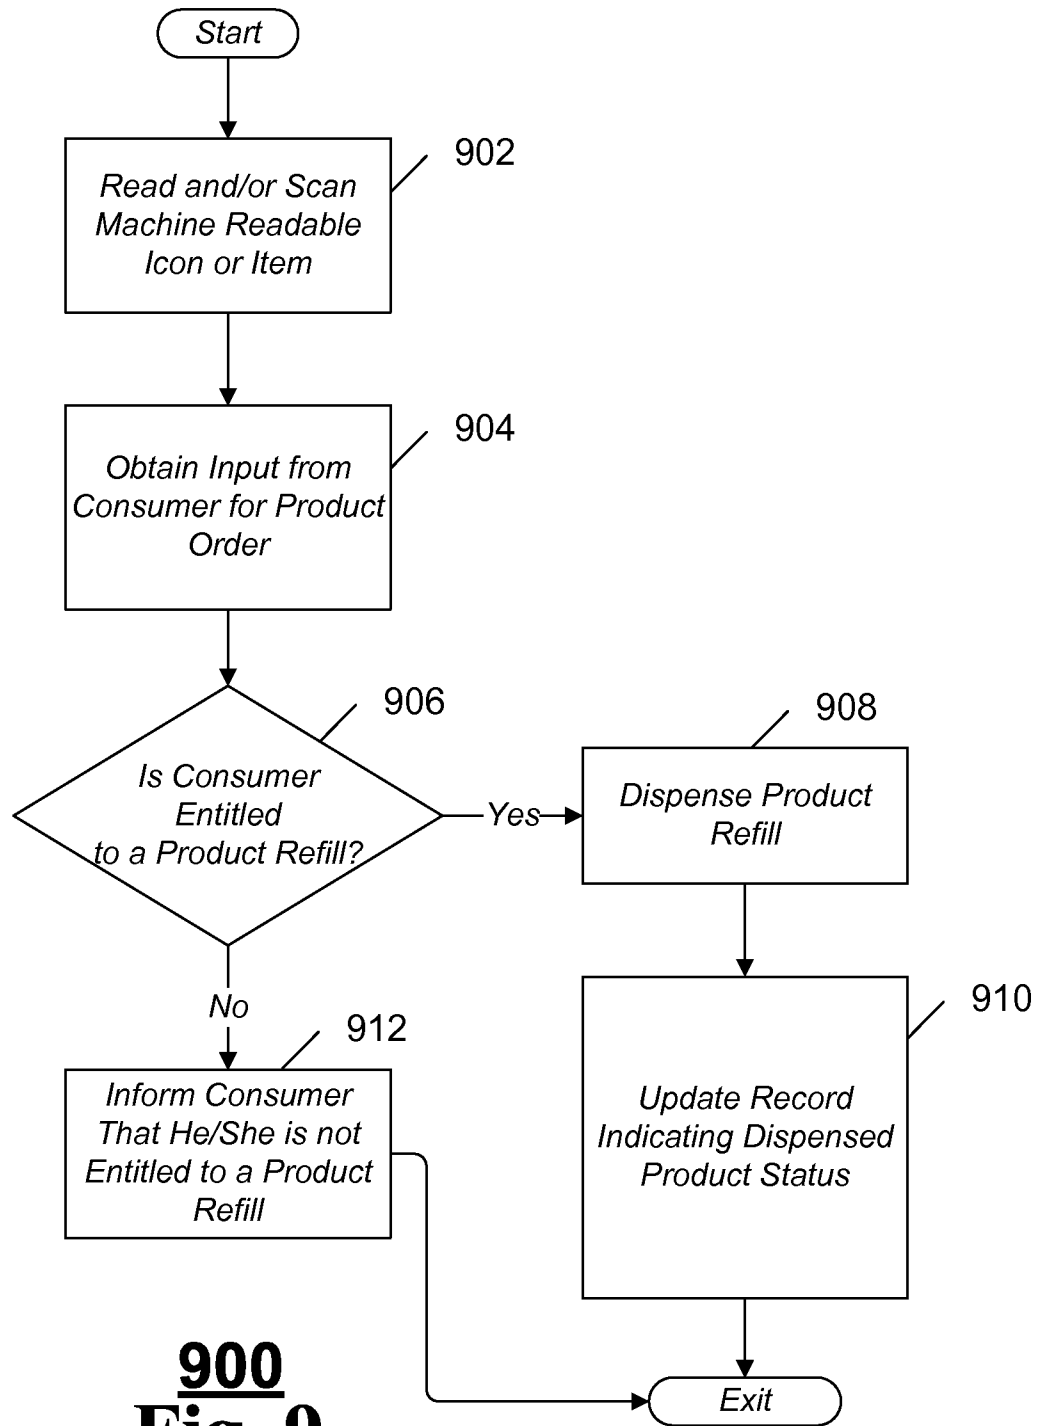 Start
902
Read and/or Scan
Machine Readable
Icon or Item
904
Obtain Input from
Consumer for Product
Order
906
Is Consumer
Entitled
to a Product Refill?
Yes
908
Dispense Product
Refill
910
Update Record
Indicating Dispensed
Product Status
No
912
Inform Consumer
That He/She is not
Entitled to a Product
Refill
Exit
900
Fig. 9